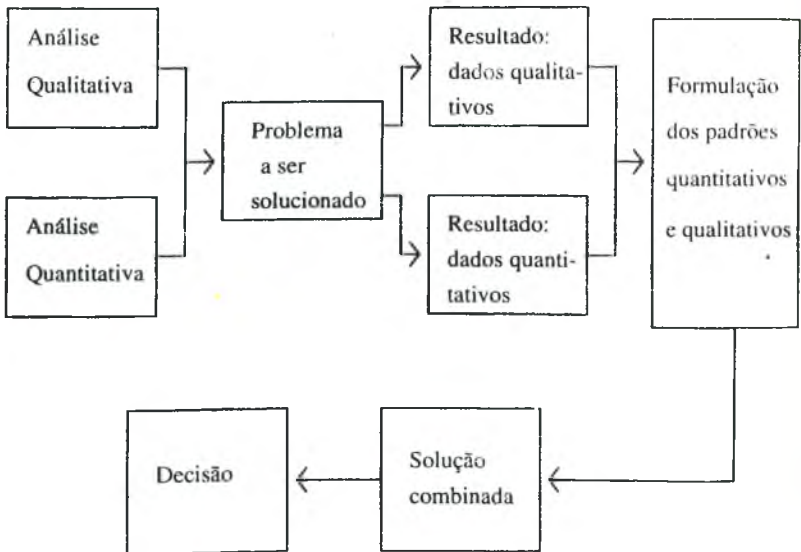 Análise
Qualitativa
Análise
Quantitativa
Problema
a ser
solucionado
Resultado:
dados qualita-
tivos
Resultado:
dados quanti-
tativos
Formulação
dos padrões
quantitativos
e qualitativos
Solução
combinada
Decisão